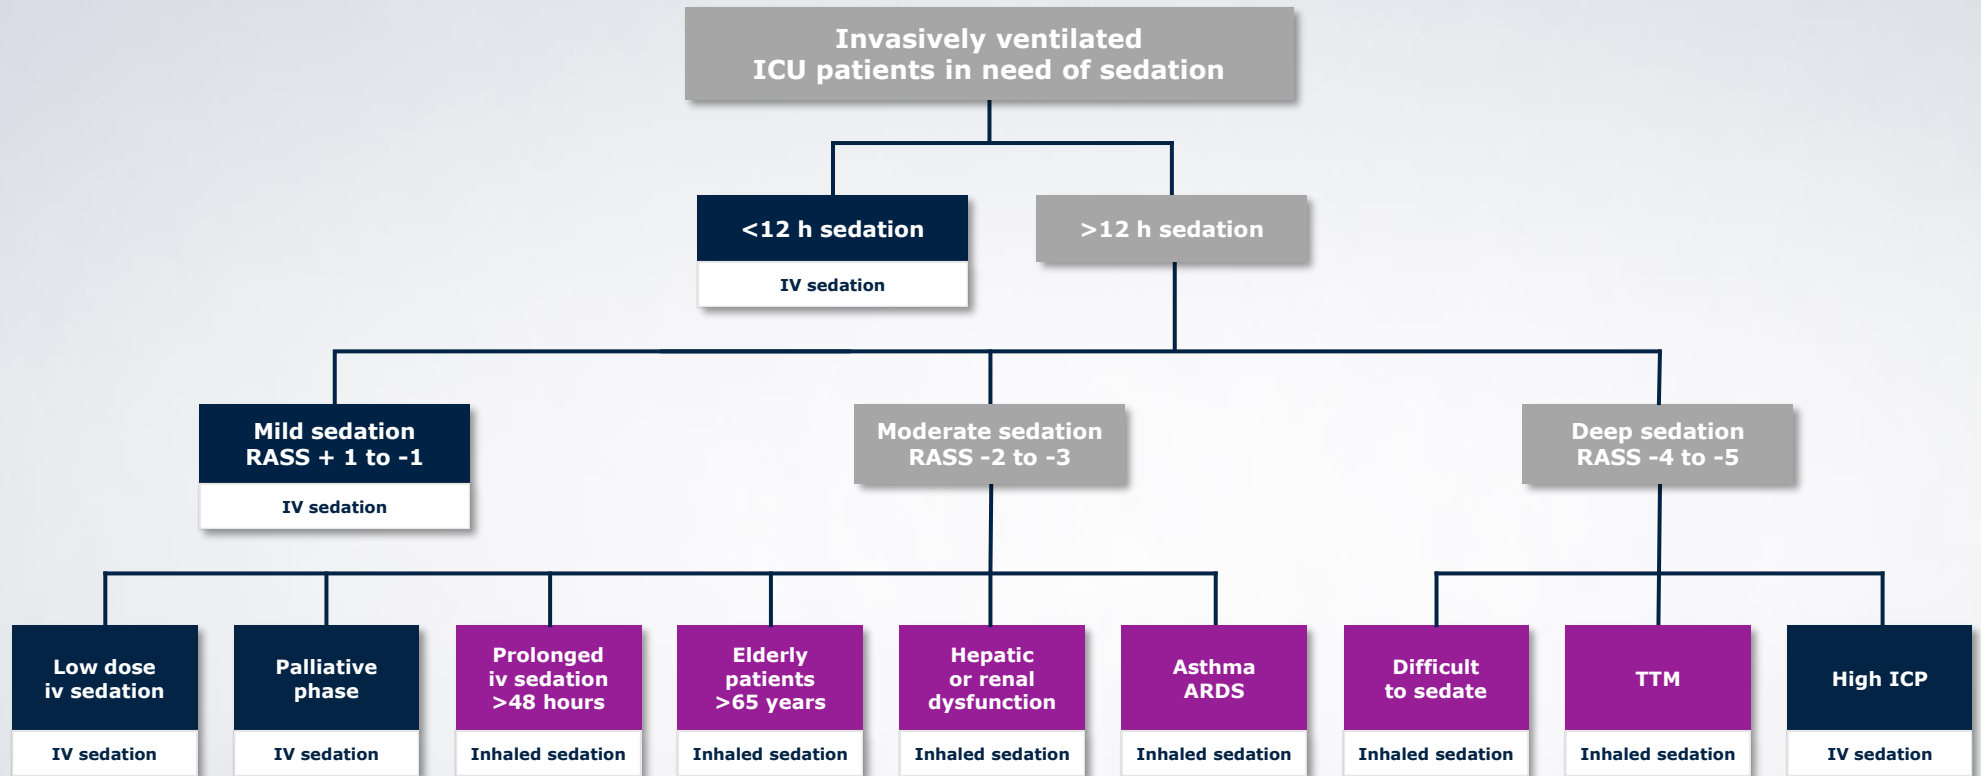 Invasively ventilated
ICU patients in need of sedation
<12 h sedation
IV sedation
>12 h sedation
Mild sedation
RASS + 1 to -1
IV sedation
Moderate sedation
RASS -2 to -3
Deep sedation
RASS -4 to -5
Low dose
iv sedation
IV sedation
Palliative
phase
IV sedation
Prolonged
iv sedation
>48 hours
Inhaled sedation
Elderly
patients
>65 years
Inhaled sedation
Hepatic
or renal
dysfunction
Inhaled sedation
Asthma
ARDS
Inhaled sedation
Difficult
to sedate
Inhaled sedation
TTM
Inhaled sedation
High ICP
IV sedation